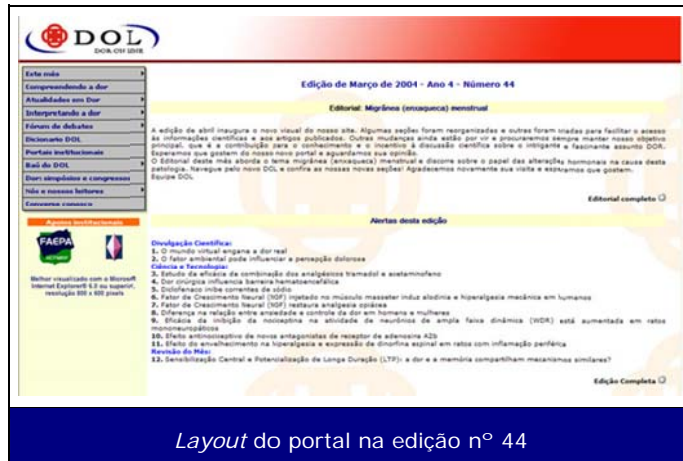 DOL
DOR ON LINE
Este mês
Compreendendo a dor
Atualidades em Dor
Interpretando a dor
Fórum de debates
Dicionário DOL
Portais institucionais
Baú do DOL
Dor: simpósios e congressos
Nós e nossos leitores
Converse conosco
Apoios institucionais
FAEPA
Melhor visualizado com o Microsoft
Internet Explorer® 5.0 ou superior,
resolução 800 x 600 pixels
Edição de Março de 2004 - Ano 4 - Número 44
Editorial: Migrânea (enxaqueca) menstrual
A edição de abril inaugura o novo visual do nosso site. Algumas seções foram reorganizadas e outras foram criadas para facilitar o acesso
às informações científicas e aos artigos publicados. Outras mudanças ainda estão por vir e procuraremos sempre manter nosso objetivo
principal, que é a contribuição para o conhecimento e o incentivo à discussão científica sobre o intrigante e fascinante assunto DOR.
Esperamos que gostem do nosso novo portal e aguardamos sua opinião.
O Editorial deste mês aborda o tema migrânea (enxaqueca) menstrual e discorre sobre o papel das alterações hormonais na causa desta
patologia. Navegue pelo novo DOL e confira as nossas novas seções! Agradecemos novamente sua visita e esperamos que gostem.
Equipe DOL
Editorial completo
Alertas desta edição
Divulgação Científica:
1. O mundo virtual engana a dor real
2. O fator ambiental pode influenciar a percepção dolorosa
Ciência e Tecnologia:
3. Estudo da eficácia da combinação dos analgésicos tramadol e acetaminofeno
4. Dor cirúrgica influencia barreira hematoencefálica
5. Diclofenaco inibe correntes de sódio
6. Fator de Crescimento Neural (NGF) injetado no músculo masseter induz alodinia e hiperalgesia mecânica em humanos
7. Fator de Crescimento Neural (NGF) restaura analgesia opiácea
8. Diferença na relação entre ansiedade e controle da dor em homens e mulheres
9. Eficácia da inibição da nociceptina na atividade de neurônios de ampla faixa dinâmica (WDR) está aumentada em ratos
mononeuropáticos
10. Efeito antinociceptivo de novos antagonistas de receptor de adenosina A2b
11. Efeito do envelhecimento na hiperalgesia e expressão de dinorfina espinal em ratos com inflamação periférica
Revisão do Mês:
12. Sensibilização Central e Potencialização de Longa Duração (LTP): a dor e a memória compartilham mecanismos similares?
Edição Completa
Layout do portal na edição nº 44